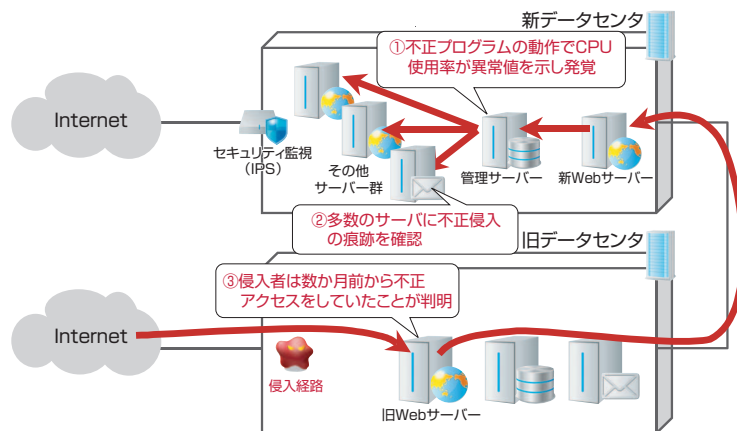 新データセンタ
①不正プログラムの動作でCPU
使用率が異常値を示し発覚
Internet
セキュリティ監視
(IPS)
その他
サーバー群
管理サーバー
新Webサーバー
②多数のサーバに不正侵入
の痕跡を確認
旧データセンタ
③侵入者は数か月前から不正
アクセスをしていたことが判明
Internet
侵入経路
旧Webサーバー